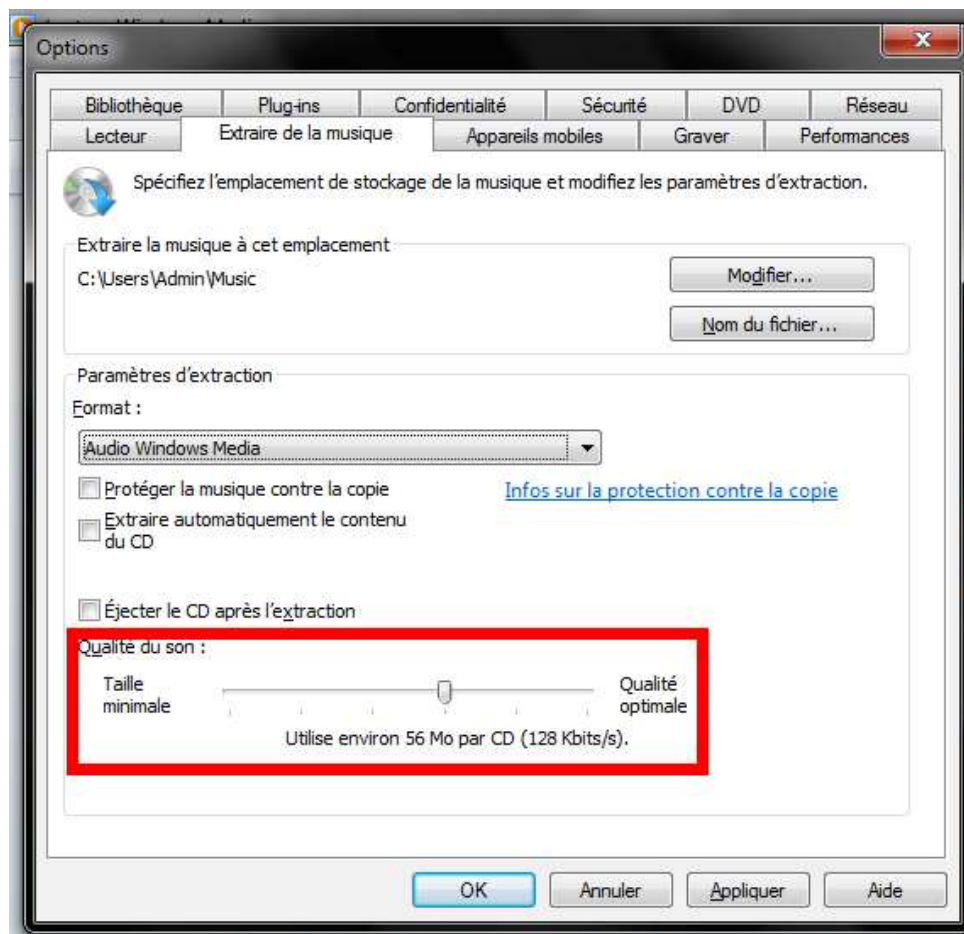 Options
Bibliothèque Plug-ins Confidentialité Sécurité DVD Réseau
Lecteur Extraire de la musique Appareils mobiles Graver Performances
Spécifiez l'emplacement de stockage de la musique et modifiez les paramètres d'extraction.
Extraire la musique à cet emplacement
C:\Users\Admin\Music
Modifier...
Nom du fichier...
Paramètres d'extraction
Format :
Audio Windows Media
Protéger la musique contre la copie Infos sur la protection contre la copie
Extraire automatiquement le contenu
du CD
Éjecter le CD après l'extraction
Qualité du son :
Taille Qualité
minimale optimale
Utilise environ 56 Mo par CD (128 Kbits/s).
OK Annuler Appliquer Aide